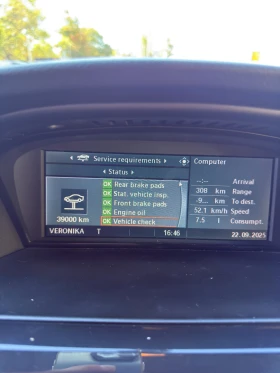 Service requirements
Status
OK Rear brake pads
OK Stat. vehicle insp.
OK Front brake pads
OK Engine oil
OK Vehicle check
39000 km
Computer
--:-- Arrival
308 km Range
-9... km To dest.
52.1 km/h Speed
7.5 l Consumpt.
VERONIKA T 16:46 22.09.2025